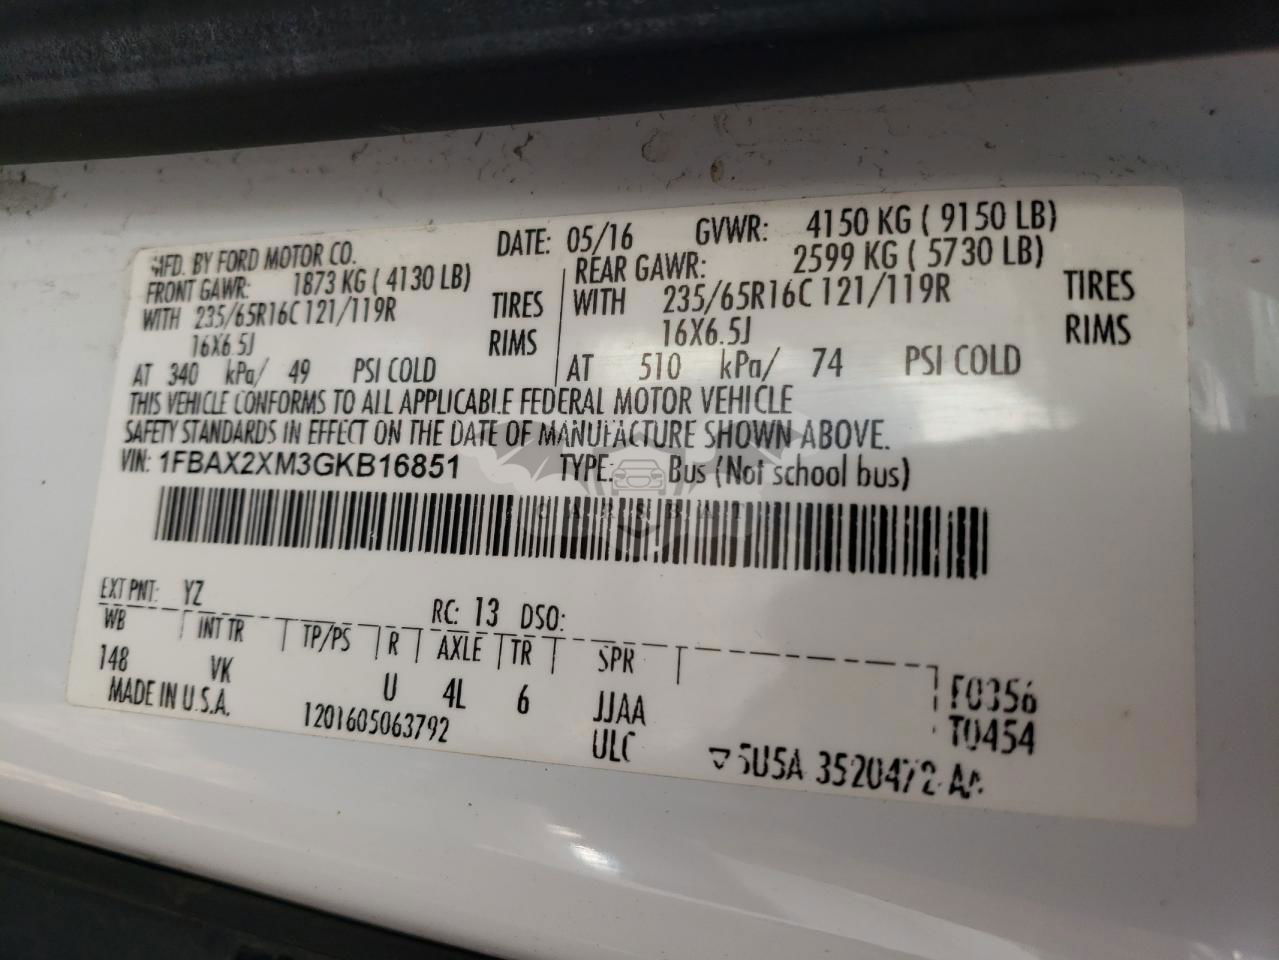 MFD. BY FORD MOTOR CO. DATE: 05/16 GVWR: 4150 KG ( 9150 LB)
FRONT GAWR: 1873 KG ( 4130 LB) REAR GAWR: 2599 KG ( 5730 LB)
WITH 235/65R16C 121/119R TIRES WITH 235/65R16C 121/119R TIRES
16X6.5J RIMS 16X6.5J RIMS
AT 340 kPa/ 49 PSI COLD AT 510 kPa/ 74 PSI COLD
THIS VEHICLE CONFORMS TO ALL APPLICABLE FEDERAL MOTOR VEHICLE
SAFETY STANDARDS IN EFFECT ON THE DATE OF MANUFACTURE SHOWN ABOVE.
VIN: 1FBAX2XM3GKB16851 TYPE: Bus (Not school bus)
CARSBAT
EXT PNT: YZ RC: 13 DSO:
WB INT TR TP/PS R AXLE TR SPR
148 VK U 4L 6 JJAA F0356
MADE IN U.S.A. 1201605063792 ULC T0454
5U5A 3520472 AA